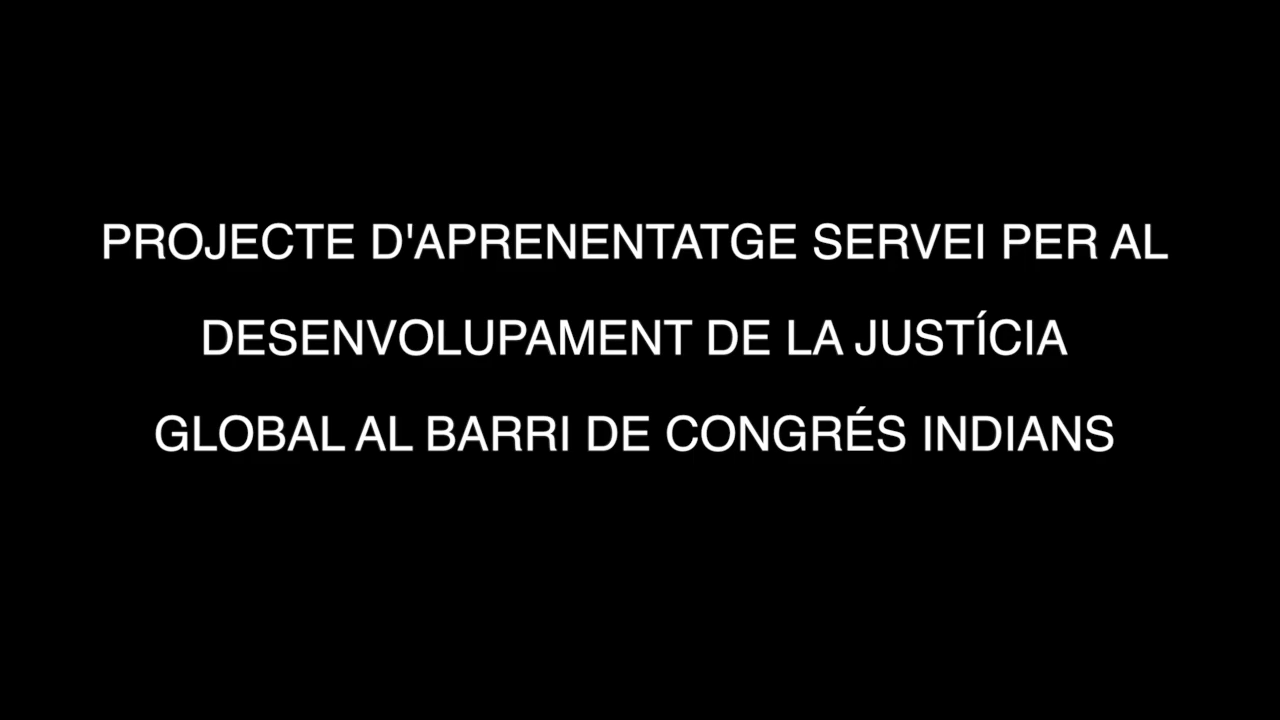 PROJECTE D'APRENENTATGE SERVEI PER AL
DESENVOLUPAMENT DE LA JUSTÍCIA
GLOBAL AL BARRI DE CONGRÉS INDIANS